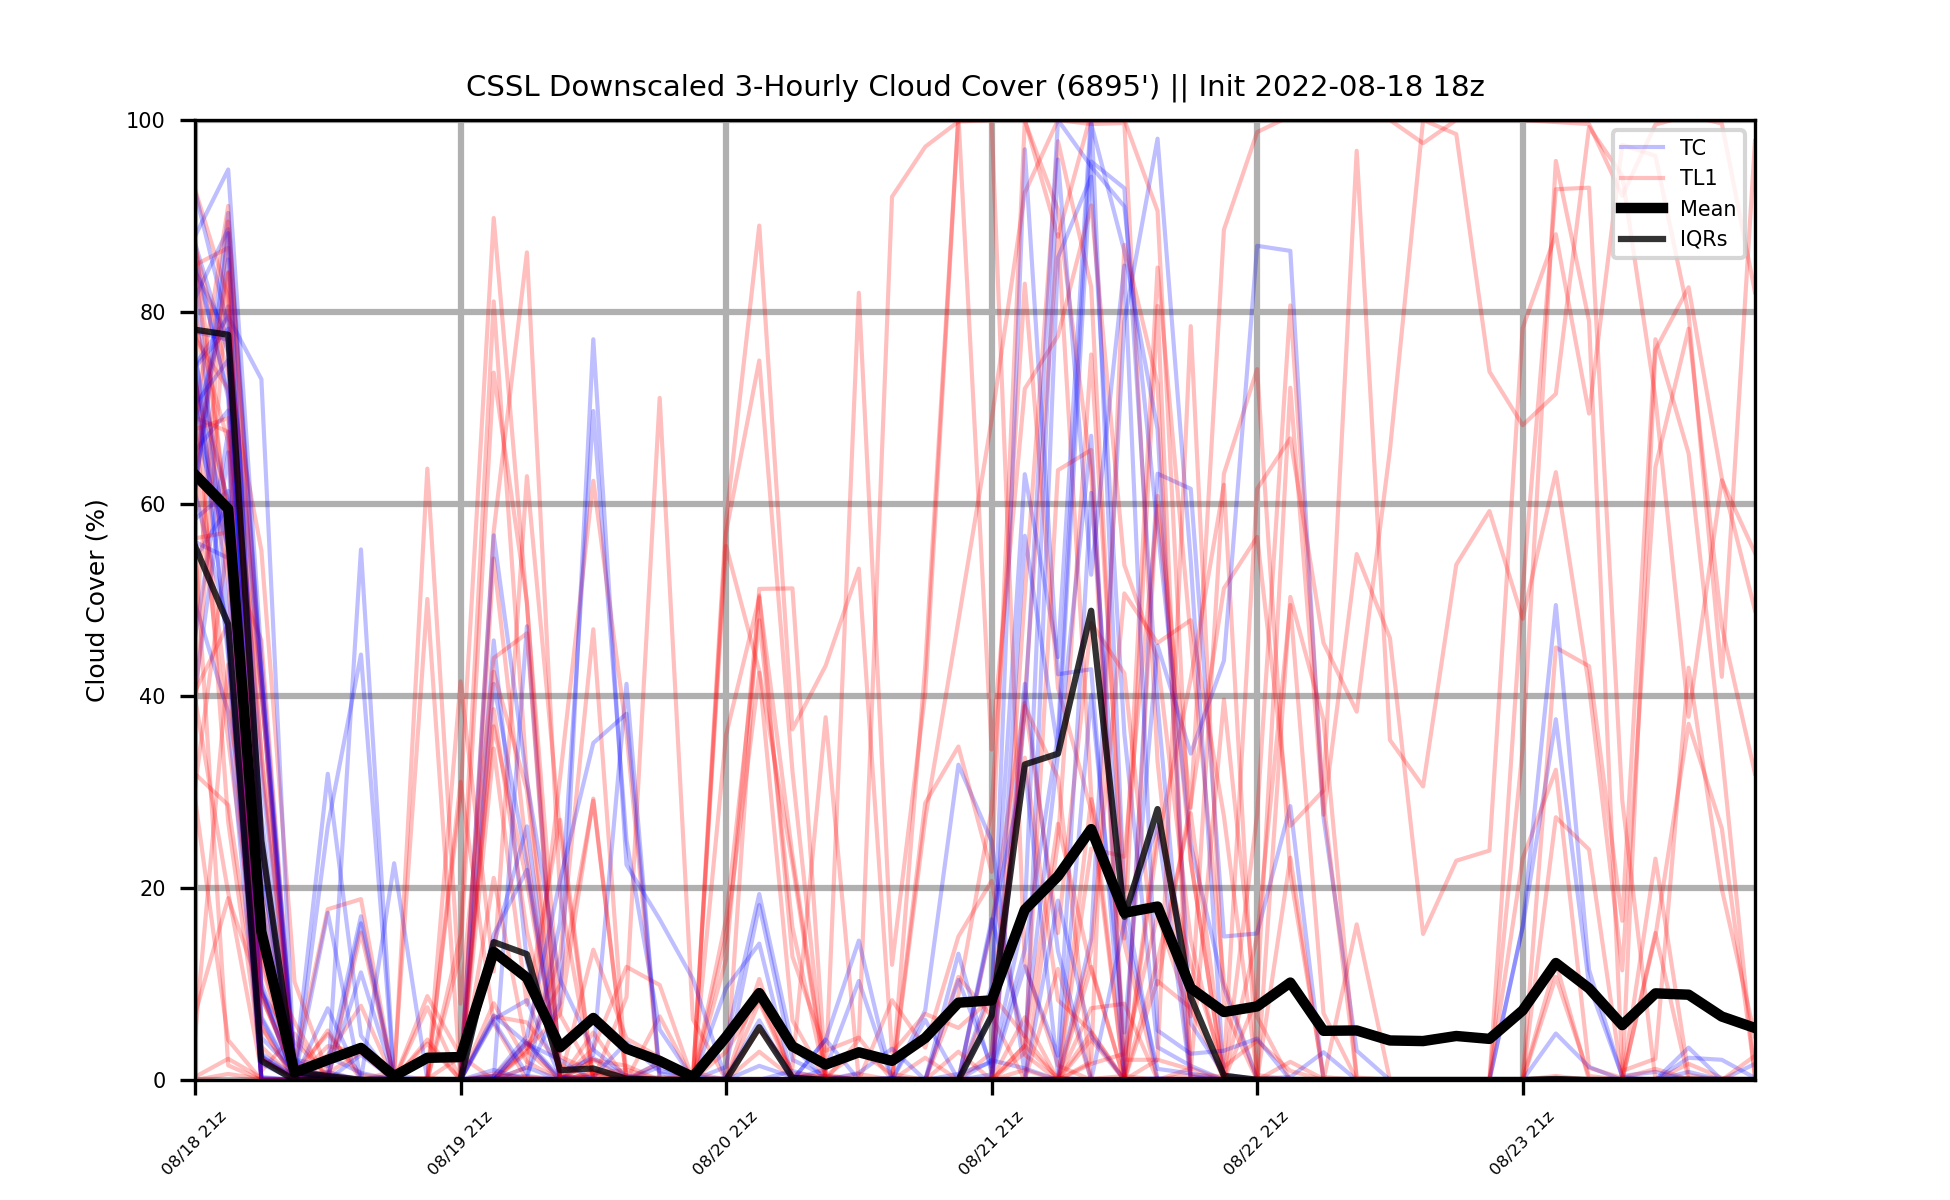 CSSL Downscaled 3-Hourly Cloud Cover (6895') || Init 2022-08-18 18z
TC
TL1
Mean
IQRs
Cloud Cover (%)
100
80
60
40
20
0
08/18 21z
08/19 21z
08/20 21z
08/21 21z
08/22 21z
08/23 21z